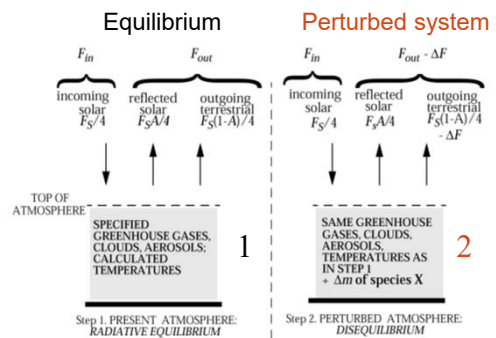 Equilibrium
F_in
F_out
incoming
solar
F_S/4
reflected
solar
F_SA/4
outgoing
terrestrial
F_S(1-A)/4
TOP OF
ATMOSPHERE
SPECIFIED
GREENHOUSE GASES,
CLOUDS, AEROSOLS;
CALCULATED
TEMPERATURES
1
Step 1. PRESENT ATMOSPHERE:
RADIATIVE EQUILIBRIUM
Perturbed system
F_in
F_out - ΔF
incoming
solar
F_S/4
reflected
solar
F_SA/4
outgoing
terrestrial
F_S(1-A)/4
- ΔF
SAME GREENHOUSE
GASES, CLOUDS,
AEROSOLS,
TEMPERATURES AS
IN STEP 1
+ Δm of species X
2
Step 2. PERTURBED ATMOSPHERE:
DISEQUILIBRIUM